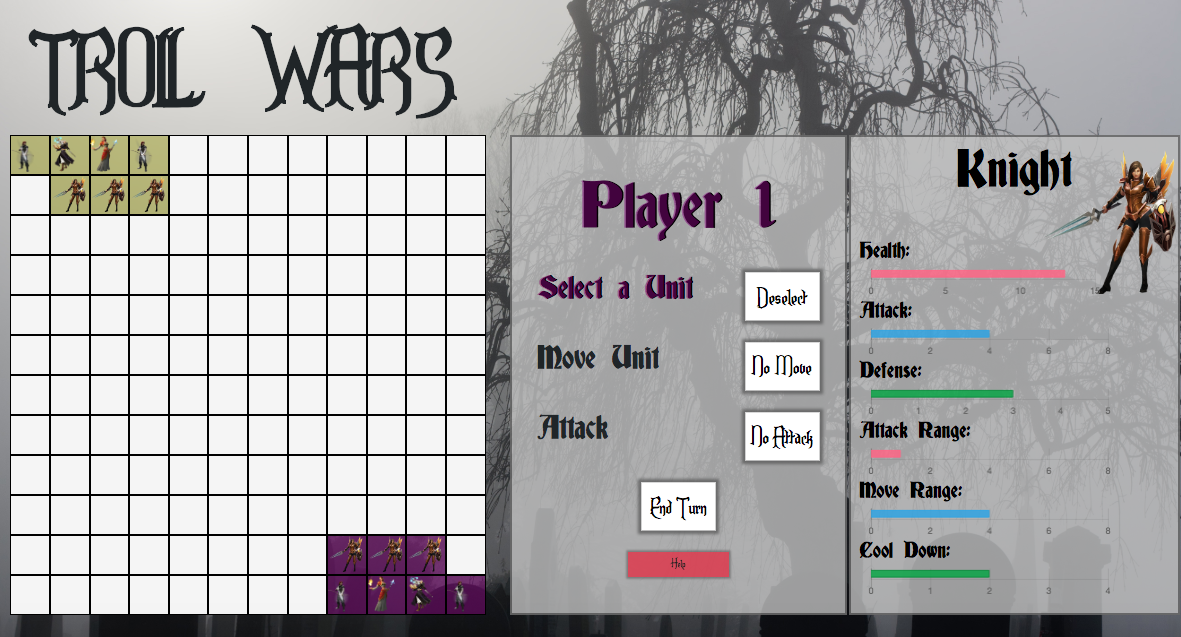 TROLL WARS
Player 1
Select a Unit
Deselect
Move Unit
No Move
Attack
No Attack
End Turn
Help
Knight
Health:
0 5 10 15
Attack:
0 2 4 6 8
Defense:
0 1 2 3 4 5
Attack Range:
0 2 4 6 8
Move Range:
0 2 4 6 8
Cool Down:
0 1 2 3 4